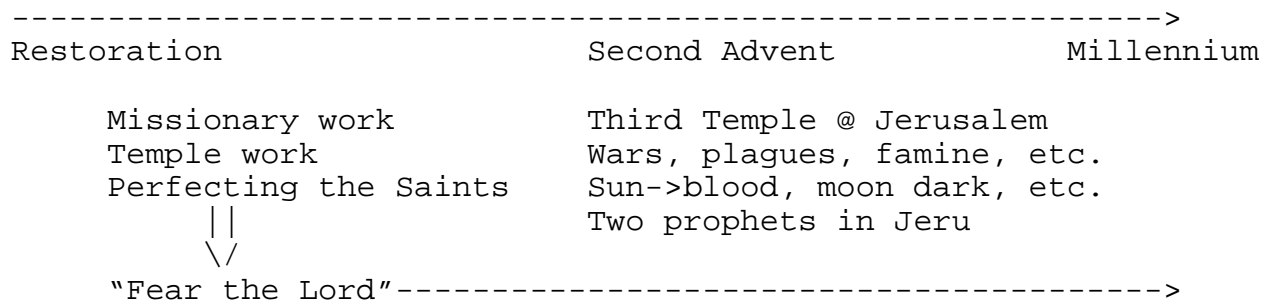 ------------------------------------------------------------>
Restoration Second Advent Millennium
Missionary work Third Temple @ Jerusalem
Temple work Wars, plagues, famine, etc.
Perfecting the Saints Sun->blood, moon dark, etc.
|| Two prophets in Jeru
\/
“Fear the Lord”---------------------------------------->